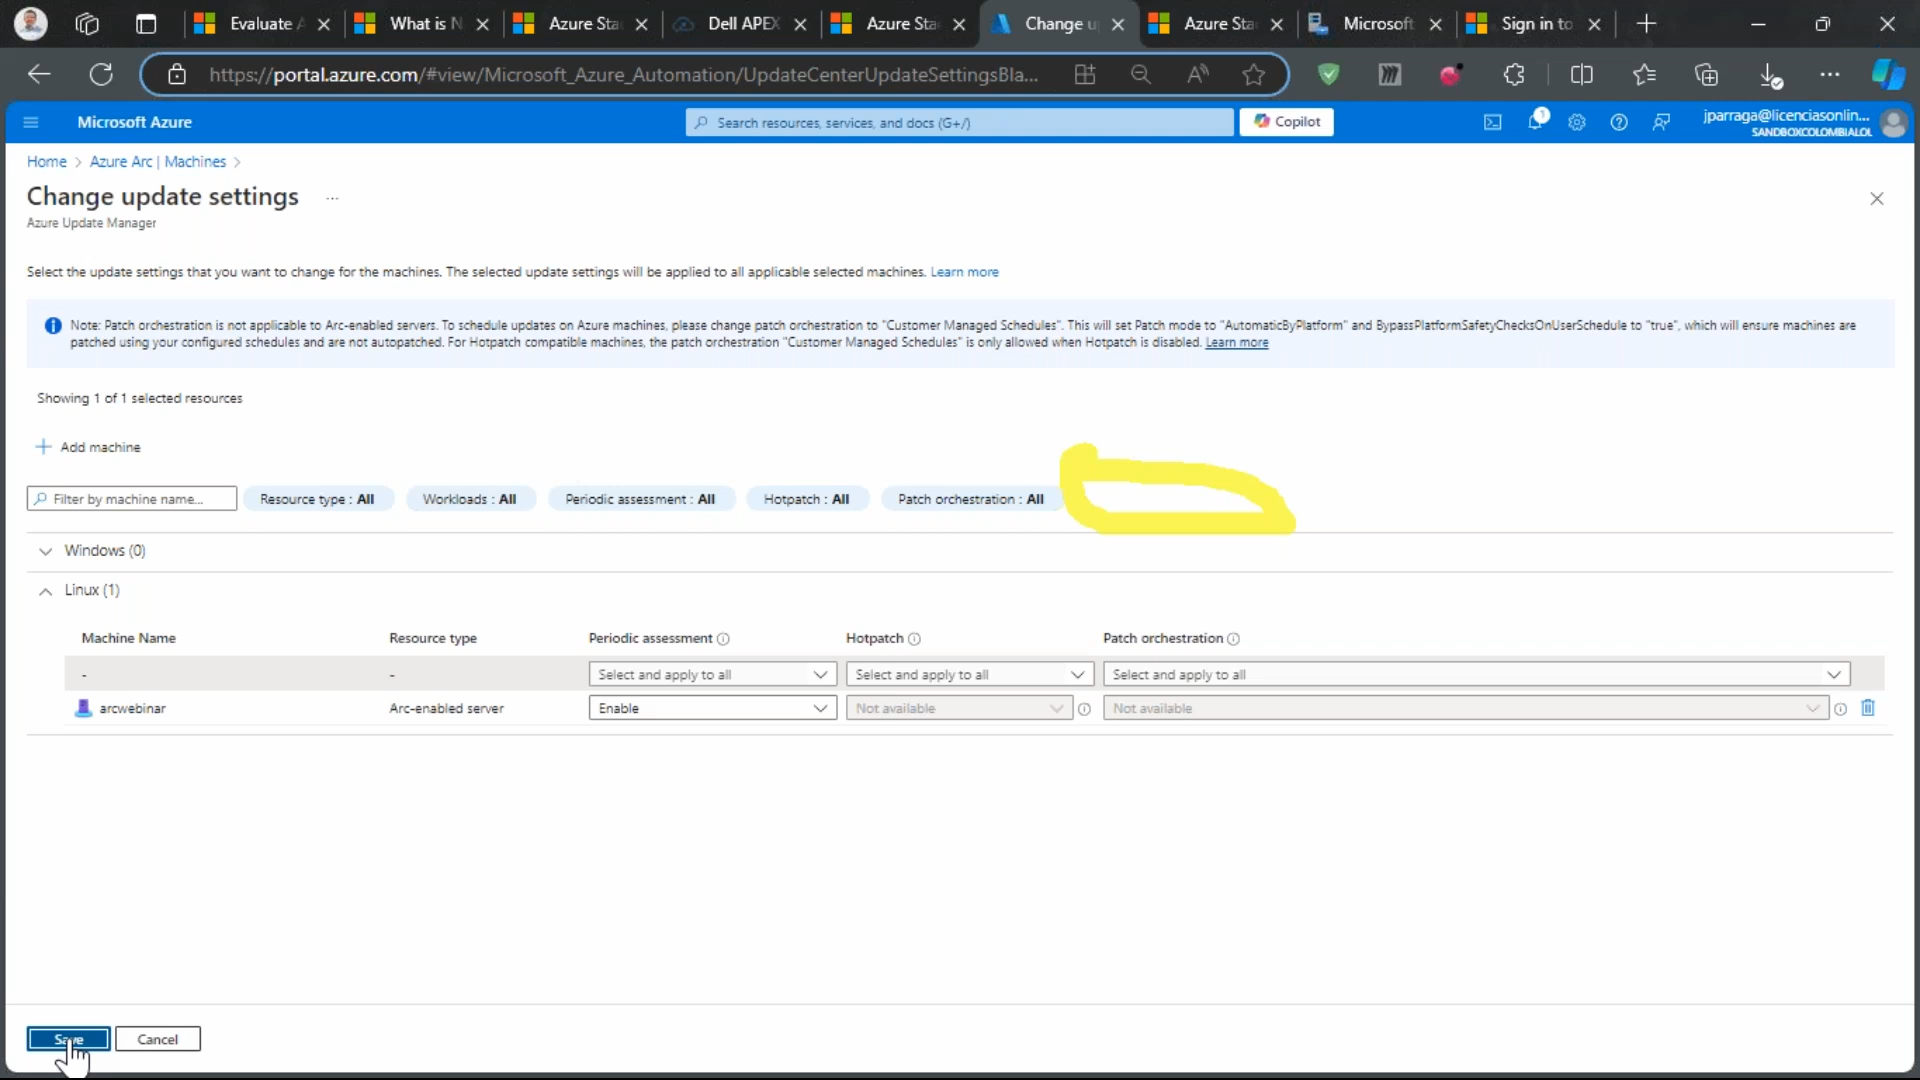 Evaluate A
What is N
Azure Sta
Dell APEX
Azure Sta
Change u
Azure Sta
Microsoft
Sign in to
https://portal.azure.com/#view/Microsoft_Azure_Automation/UpdateCenterUpdateSettingsBla...
Microsoft Azure
Search resources, services, and docs (G+/)
Copilot
1
jparraga@licenciasonlin...
SANDBOXCOLOMBIALOL
Home > Azure Arc | Machines >
Change update settings ...
Azure Update Manager
Select the update settings that you want to change for the machines. The selected update settings will be applied to all applicable selected machines. Learn more
Note: Patch orchestration is not applicable to Arc-enabled servers. To schedule updates on Azure machines, please change patch orchestration to "Customer Managed Schedules". This will set Patch mode to "AutomaticByPlatform" and BypassPlatformSafetyChecksOnUserSchedule to "true", which will ensure machines are
patched using your configured schedules and are not autopatched. For Hotpatch compatible machines, the patch orchestration "Customer Managed Schedules" is only allowed when Hotpatch is disabled. Learn more
Showing 1 of 1 selected resources
+ Add machine
Filter by machine name...
Resource type : All
Workloads : All
Periodic assessment : All
Hotpatch : All
Patch orchestration : All
Windows (0)
Linux (1)
Machine Name
Resource type
Periodic assessment
Hotpatch
Patch orchestration
-
-
Select and apply to all
Select and apply to all
Select and apply to all
arcwebinar
Arc-enabled server
Enable
Not available
Not available
Save
Cancel